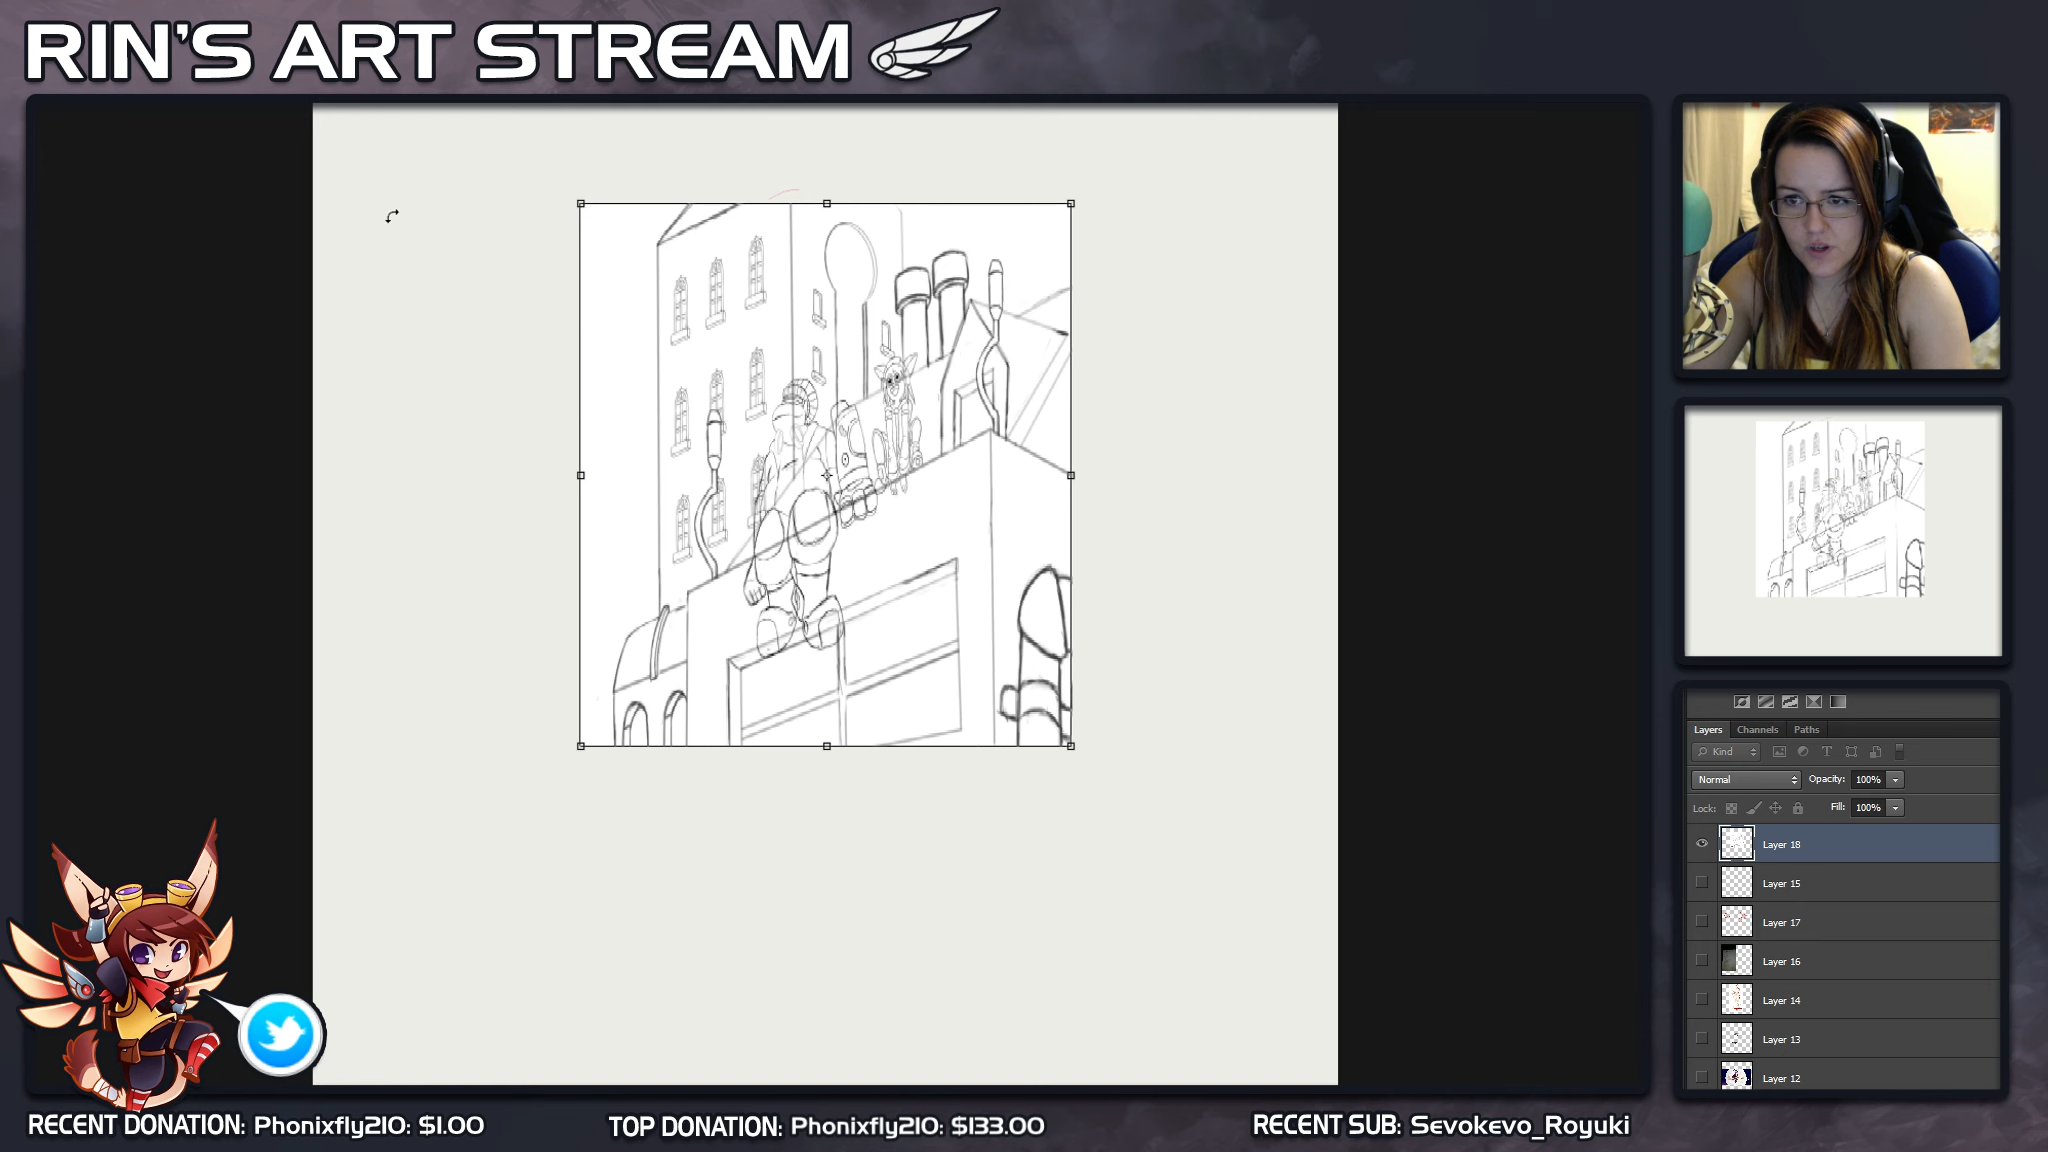 RIN'S ART STREAM
Layers Channels Paths
Kind
Normal Opacity: 100%
Lock: Fill: 100%
Layer 18
Layer 15
Layer 17
Layer 16
Layer 14
Layer 13
Layer 12
RECENT DONATION: Phonixfly210: $1.00 TOP DONATION: Phonixfly210: $133.00 RECENT SUB: Sevokevo_Royuki